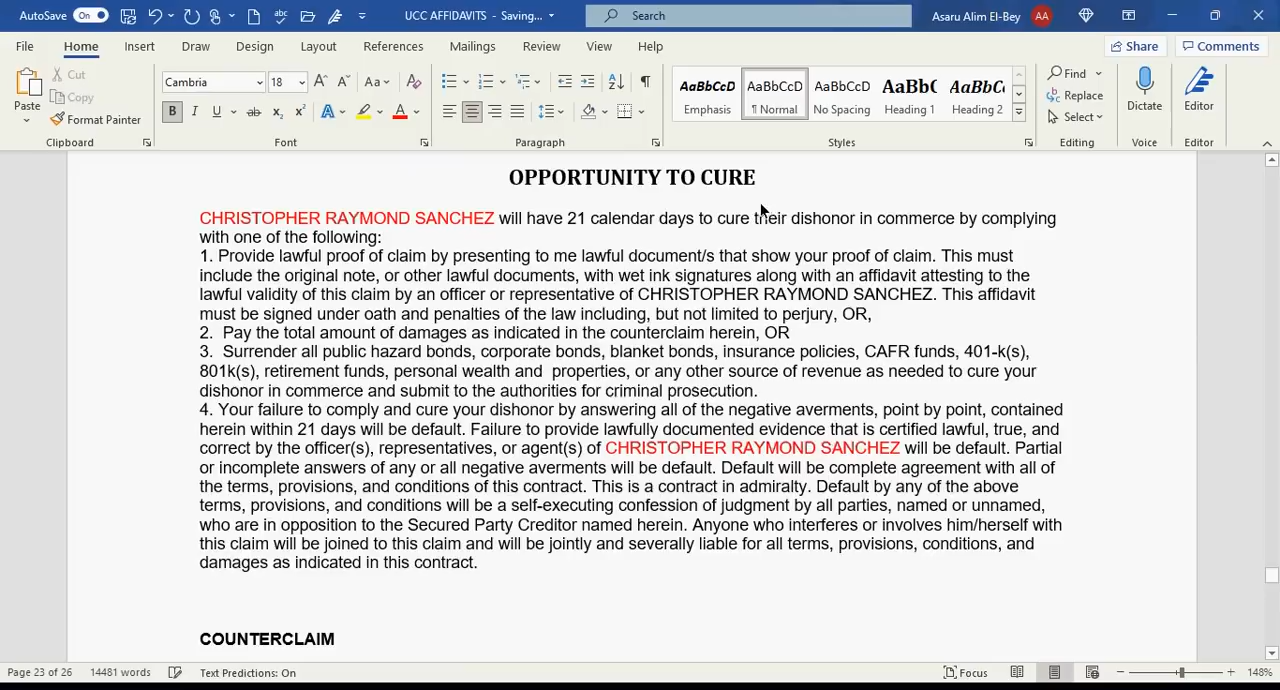 AutoSave On UCC AFFIDAVITS - Saving... Search Asaru Alim El-Bey AA
File Home Insert Draw Design Layout References Mailings Review View Help Share Comments
Paste Cut Copy Format Painter
Cambria 18 Aa
B I U ab x₂ x² A A
AaBbCcD Emphasis AaBbCcD ¶ Normal AaBbCcD No Spacing AaBb( Heading 1 AaBbC Heading 2
Find Replace Select Dictate Editor
Clipboard Font Paragraph Styles Editing Voice Editor
OPPORTUNITY TO CURE
CHRISTOPHER RAYMOND SANCHEZ will have 21 calendar days to cure their dishonor in commerce by complying
with one of the following:
1. Provide lawful proof of claim by presenting to me lawful document/s that show your proof of claim. This must
include the original note, or other lawful documents, with wet ink signatures along with an affidavit attesting to the
lawful validity of this claim by an officer or representative of CHRISTOPHER RAYMOND SANCHEZ. This affidavit
must be signed under oath and penalties of the law including, but not limited to perjury, OR,
2. Pay the total amount of damages as indicated in the counterclaim herein, OR
3. Surrender all public hazard bonds, corporate bonds, blanket bonds, insurance policies, CAFR funds, 401-k(s),
801k(s), retirement funds, personal wealth and properties, or any other source of revenue as needed to cure your
dishonor in commerce and submit to the authorities for criminal prosecution.
4. Your failure to comply and cure your dishonor by answering all of the negative averments, point by point, contained
herein within 21 days will be default. Failure to provide lawfully documented evidence that is certified lawful, true, and
correct by the officer(s), representatives, or agent(s) of CHRISTOPHER RAYMOND SANCHEZ will be default. Partial
or incomplete answers of any or all negative averments will be default. Default will be complete agreement with all of
the terms, provisions, and conditions of this contract. This is a contract in admiralty. Default by any of the above
terms, provisions, and conditions will be a self-executing confession of judgment by all parties, named or unnamed,
who are in opposition to the Secured Party Creditor named herein. Anyone who interferes or involves him/herself with
this claim will be joined to this claim and will be jointly and severally liable for all terms, provisions, conditions, and
damages as indicated in this contract.
COUNTERCLAIM
Page 23 of 26 14481 words Text Predictions: On Focus 148%